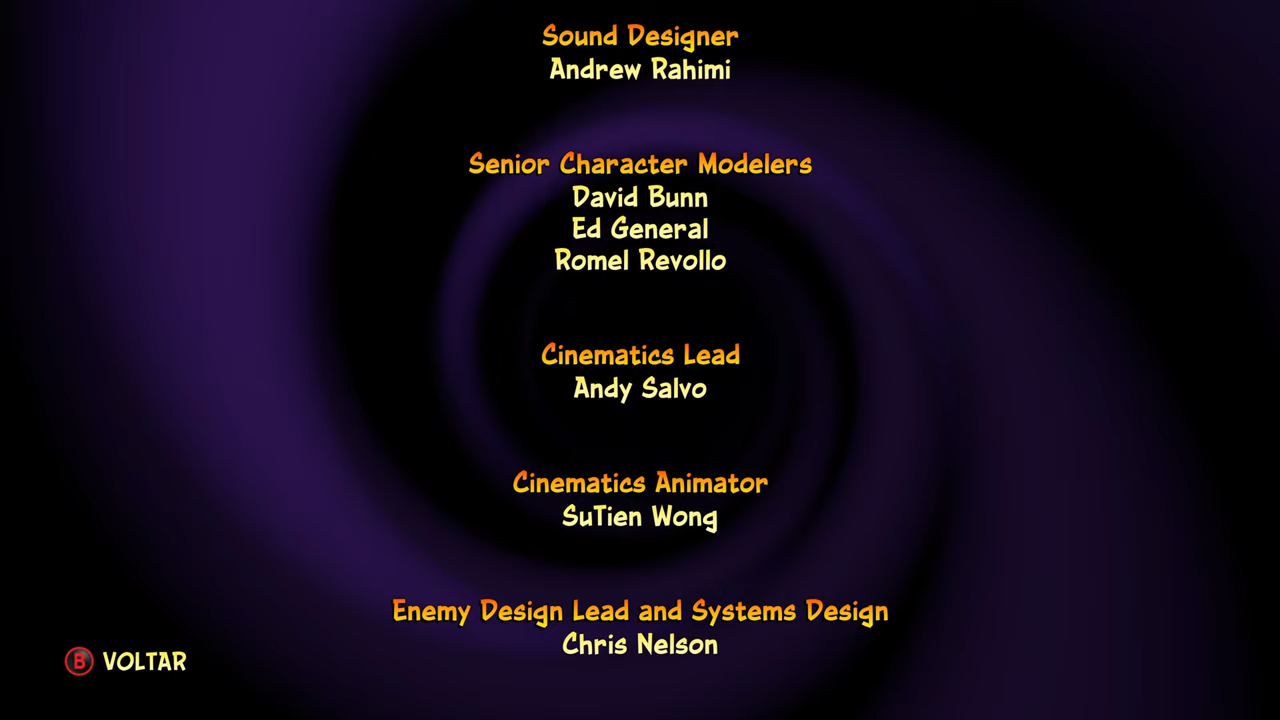 Sound Designer
Andrew Rahimi
Senior Character Modelers
David Bunn
Ed General
Romel Revollo
Cinematics Lead
Andy Salvo
Cinematics Animator
SuTien Wong
Enemy Design Lead and Systems Design
Chris Nelson
B VOLTAR